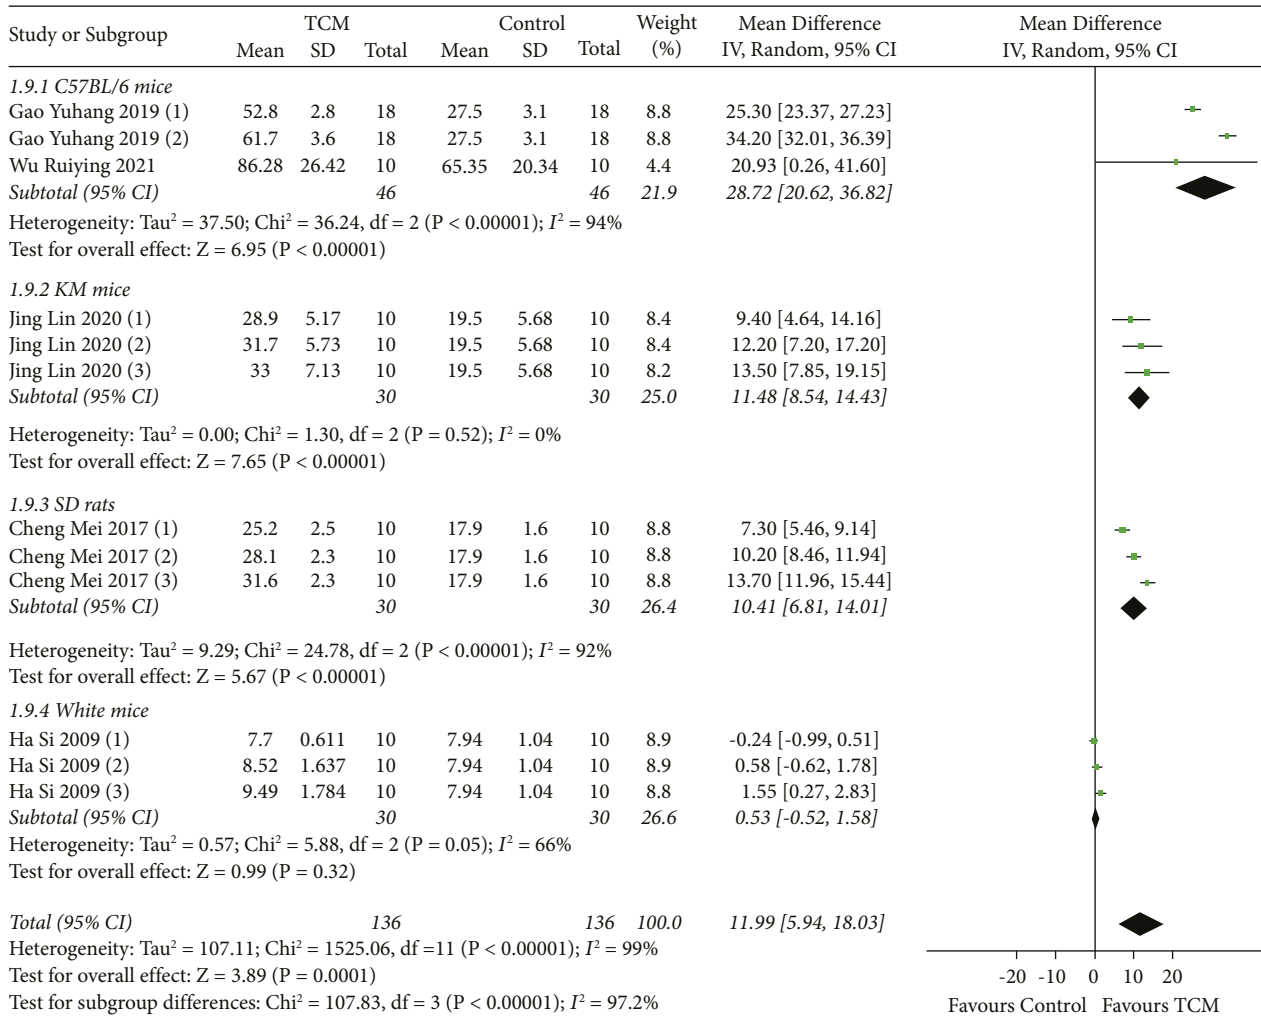 Study or Subgroup TCM Control Weight (%) Mean Difference IV, Random, 95% CI Mean Difference IV, Random, 95% CI
Mean SD Total Mean SD Total
1.9.1 C57BL/6 mice
Gao Yuhang 2019 (1) 52.8 2.8 18 27.5 3.1 18 8.8 25.30 [23.37, 27.23]
Gao Yuhang 2019 (2) 61.7 3.6 18 27.5 3.1 18 8.8 34.20 [32.01, 36.39]
Wu Ruiying 2021 86.28 26.42 10 65.35 20.34 10 4.4 20.93 [0.26, 41.60]
Subtotal (95% CI) 46 46 21.9 28.72 [20.62, 36.82]
Heterogeneity: Tau² = 37.50; Chi² = 36.24, df = 2 (P < 0.00001); I² = 94%
Test for overall effect: Z = 6.95 (P < 0.00001)
1.9.2 KM mice
Jing Lin 2020 (1) 28.9 5.17 10 19.5 5.68 10 8.4 9.40 [4.64, 14.16]
Jing Lin 2020 (2) 31.7 5.73 10 19.5 5.68 10 8.4 12.20 [7.20, 17.20]
Jing Lin 2020 (3) 33 7.13 10 19.5 5.68 10 8.2 13.50 [7.85, 19.15]
Subtotal (95% CI) 30 30 25.0 11.48 [8.54, 14.43]
Heterogeneity: Tau² = 0.00; Chi² = 1.30, df = 2 (P = 0.52); I² = 0%
Test for overall effect: Z = 7.65 (P < 0.00001)
1.9.3 SD rats
Cheng Mei 2017 (1) 25.2 2.5 10 17.9 1.6 10 8.8 7.30 [5.46, 9.14]
Cheng Mei 2017 (2) 28.1 2.3 10 17.9 1.6 10 8.8 10.20 [8.46, 11.94]
Cheng Mei 2017 (3) 31.6 2.3 10 17.9 1.6 10 8.8 13.70 [11.96, 15.44]
Subtotal (95% CI) 30 30 26.4 10.41 [6.81, 14.01]
Heterogeneity: Tau² = 9.29; Chi² = 24.78, df = 2 (P < 0.00001); I² = 92%
Test for overall effect: Z = 5.67 (P < 0.00001)
1.9.4 White mice
Ha Si 2009 (1) 7.7 0.611 10 7.94 1.04 10 8.9 -0.24 [-0.99, 0.51]
Ha Si 2009 (2) 8.52 1.637 10 7.94 1.04 10 8.9 0.58 [-0.62, 1.78]
Ha Si 2009 (3) 9.49 1.784 10 7.94 1.04 10 8.8 1.55 [0.27, 2.83]
Subtotal (95% CI) 30 30 26.6 0.53 [-0.52, 1.58]
Heterogeneity: Tau² = 0.57; Chi² = 5.88, df = 2 (P = 0.05); I² = 66%
Test for overall effect: Z = 0.99 (P = 0.32)
Total (95% CI) 136 136 100.0 11.99 [5.94, 18.03]
Heterogeneity: Tau² = 107.11; Chi² = 1525.06, df =11 (P < 0.00001); I² = 99%
Test for overall effect: Z = 3.89 (P = 0.0001)
Test for subgroup differences: Chi² = 107.83, df = 3 (P < 0.00001); I² = 97.2%
-20 -10 0 10 20
Favours Control Favours TCM